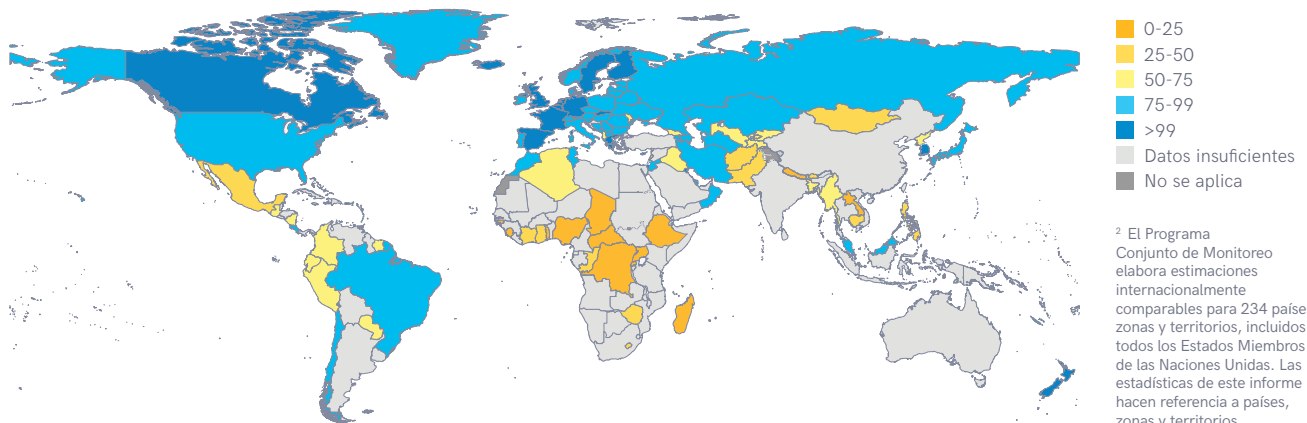 0-25
25-50
50-75
75-99
>99
Datos insuficientes
No se aplica
² El Programa
Conjunto de Monitoreo
elabora estimaciones
internacionalmente
comparables para 234 paíse
zonas y territorios, incluidos
todos los Estados Miembros
de las Naciones Unidas. Las
estadísticas de este informe
hacen referencia a países,
zonas y territorios